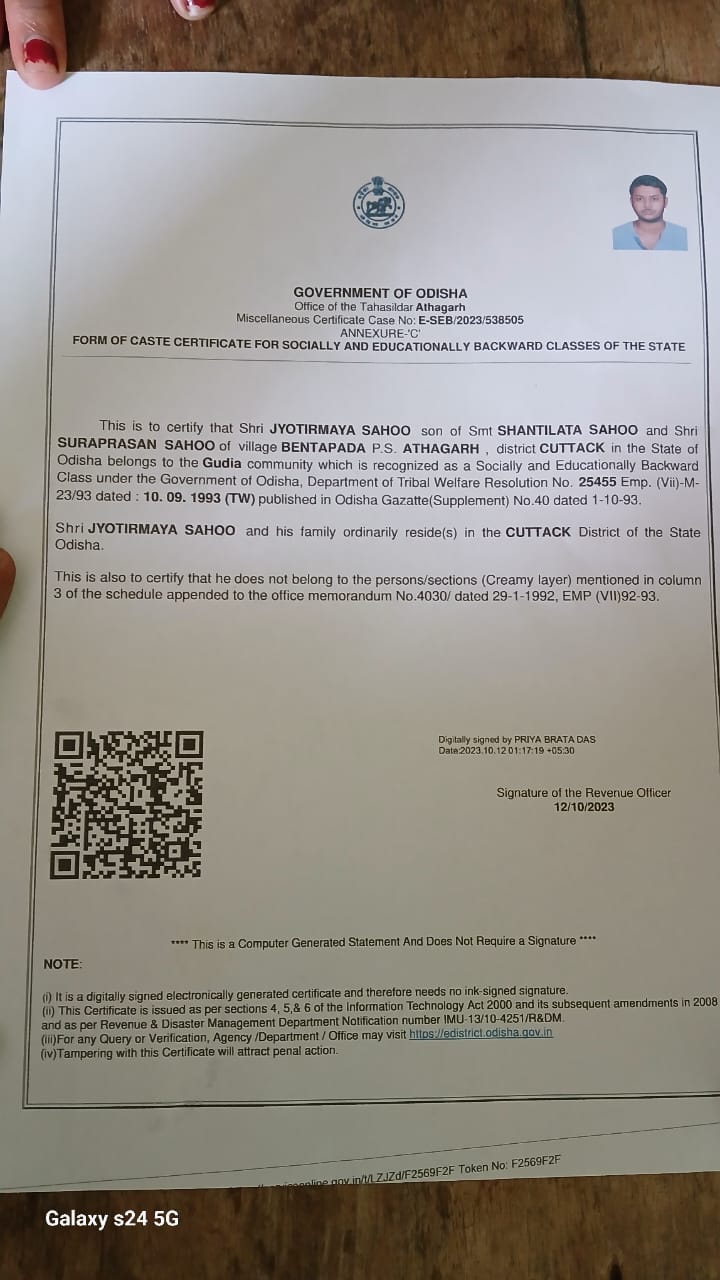 GOVERNMENT OF ODISHA
Office of the Tahasildar Athagarh
Miscellaneous Certificate Case No: E-SEB/2023/538505
ANNEXURE-'C'
FORM OF CASTE CERTIFICATE FOR SOCIALLY AND EDUCATIONALLY BACKWARD CLASSES OF THE STATE
This is to certify that Shri JYOTIRMAYA SAHOO son of Smt SHANTILATA SAHOO and Shri
SURAPRASAN SAHOO of village BENTAPADA P.S. ATHAGARH , district CUTTACK in the State of
Odisha belongs to the Gudia community which is recognized as a Socially and Educationally Backward
Class under the Government of Odisha, Department of Tribal Welfare Resolution No. 25455 Emp. (Vii)-M-
23/93 dated : 10. 09. 1993 (TW) published in Odisha Gazatte(Supplement) No.40 dated 1-10-93.
Shri JYOTIRMAYA SAHOO and his family ordinarily reside(s) in the CUTTACK District of the State
Odisha.
This is also to certify that he does not belong to the persons/sections (Creamy layer) mentioned in column
3 of the schedule appended to the office memorandum No.4030/ dated 29-1-1992, EMP (VII)92-93.
Digitally signed by PRIYA BRATA DAS
Date:2023.10.12 01:17:19 +05:30
Signature of the Revenue Officer
12/10/2023
**** This is a Computer Generated Statement And Does Not Require a Signature ****
NOTE:
(i) It is a digitally signed electronically generated certificate and therefore needs no ink-signed signature.
(ii) This Certificate is issued as per sections 4, 5,& 6 of the Information Technology Act 2000 and its subsequent amendments in 2008
and as per Revenue & Disaster Management Department Notification number IMU-13/10-4251/R&DM.
(iii)For any Query or Verification, Agency /Department / Office may visit https://edistrict.odisha.gov.in
(iv)Tampering with this Certificate will attract penal action.
gov.in/t/LZJZd/F2569F2F Token No: F2569F2F
Galaxy s24 5G